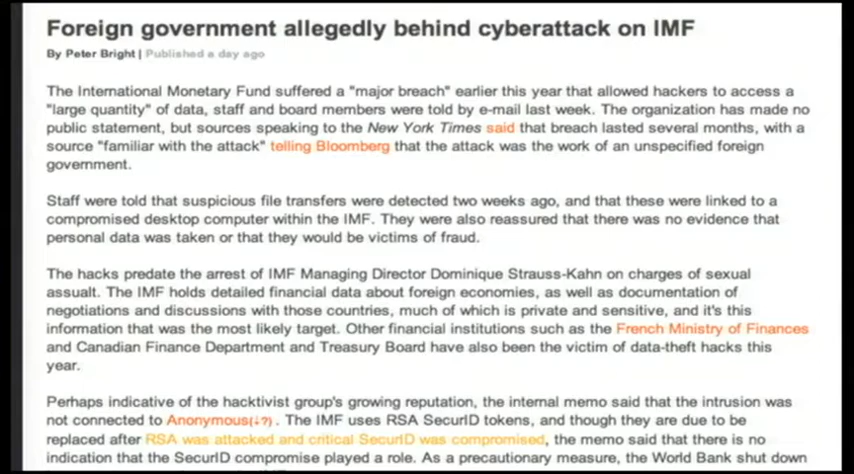 Foreign government allegedly behind cyberattack on IMF
By Peter Bright | Published a day ago
The International Monetary Fund suffered a "major breach" earlier this year that allowed hackers to access a
"large quantity" of data, staff and board members were told by e-mail last week. The organization has made no
public statement, but sources speaking to the New York Times said that breach lasted several months, with a
source "familiar with the attack" telling Bloomberg that the attack was the work of an unspecified foreign
government.
Staff were told that suspicious file transfers were detected two weeks ago, and that these were linked to a
compromised desktop computer within the IMF. They were also reassured that there was no evidence that
personal data was taken or that they would be victims of fraud.
The hacks predate the arrest of IMF Managing Director Dominique Strauss-Kahn on charges of sexual
assualt. The IMF holds detailed financial data about foreign economies, as well as documentation of
negotiations and discussions with those countries, much of which is private and sensitive, and it's this
information that was the most likely target. Other financial institutions such as the French Ministry of Finances
and Canadian Finance Department and Treasury Board have also been the victim of data-theft hacks this
year.
Perhaps indicative of the hacktivist group's growing reputation, the internal memo said that the intrusion was
not connected to Anonymous(↓?) . The IMF uses RSA SecurID tokens, and though they are due to be
replaced after RSA was attacked and critical SecurID was compromised, the memo said that there is no
indication that the SecurID compromise played a role. As a precautionary measure, the World Bank shut down